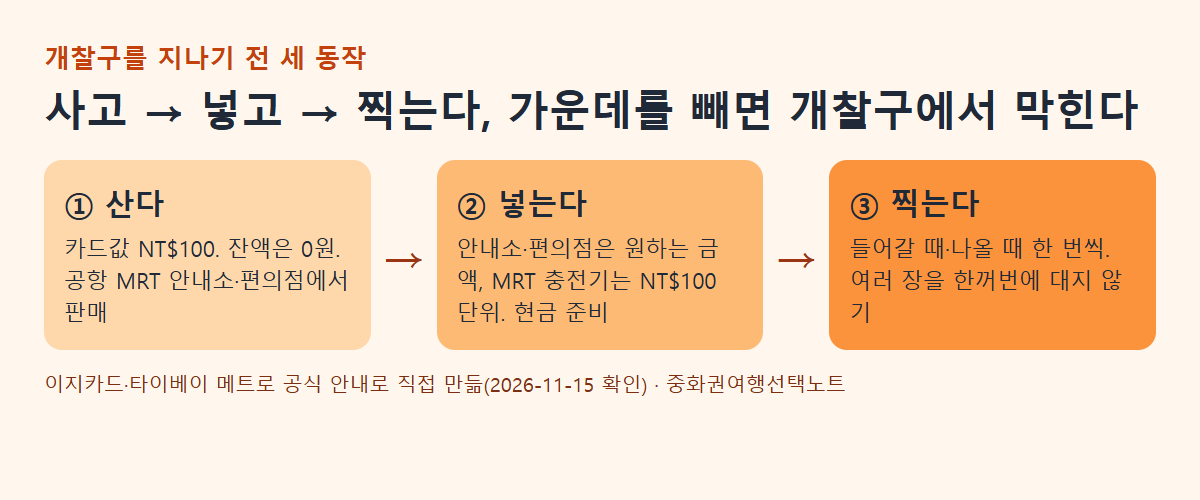 개찰구를 지나기 전 세 동작
사고 → 넣고 → 찍는다, 가운데를 빼면 개찰구에서 막힌다
① 산다
카드값 NT$100. 잔액은 0원.
공항 MRT 안내소·편의점에서
판매
→
② 넣는다
안내소·편의점은 원하는 금
액, MRT 충전기는 NT$100
단위. 현금 준비
→
③ 찍는다
들어갈 때·나올 때 한 번씩.
여러 장을 한꺼번에 대지 않
기
이지카드·타이베이 메트로 공식 안내로 직접 만듦(2026-11-15 확인) · 중화권여행선택노트